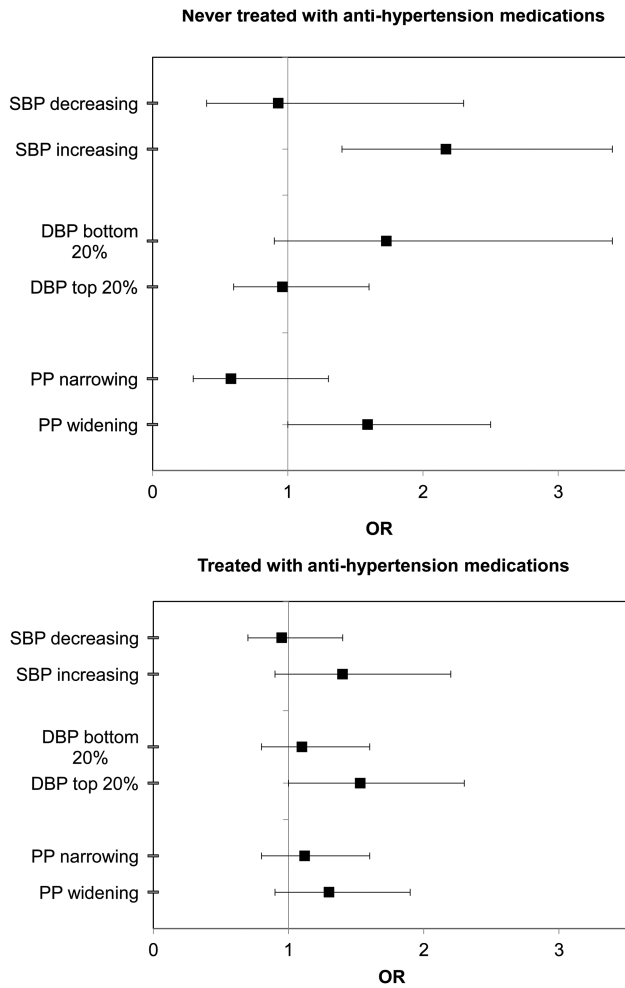 Never treated with anti-hypertension medications
SBP decreasing
SBP increasing
DBP bottom
20%
DBP top 20%
PP narrowing
PP widening
0 1 2 3
OR
Treated with anti-hypertension medications
SBP decreasing
SBP increasing
DBP bottom
20%
DBP top 20%
PP narrowing
PP widening
0 1 2 3
OR